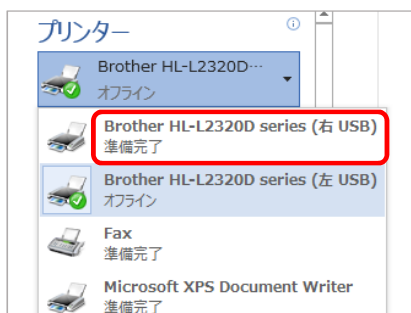 プリンター
Brother HL-L2320D…
オフライン
Brother HL-L2320D series (右 USB)
準備完了
Brother HL-L2320D series (左 USB)
オフライン
Fax
準備完了
Microsoft XPS Document Writer
準備完了